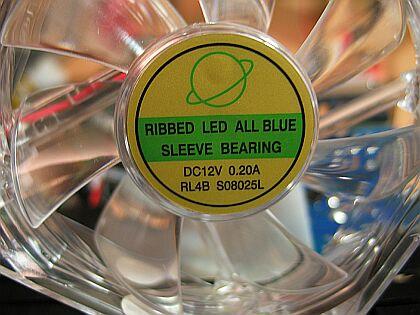 RIBBED LED ALL BLUE
SLEEVE BEARING
DC12V 0.20A
RL4B S08025L